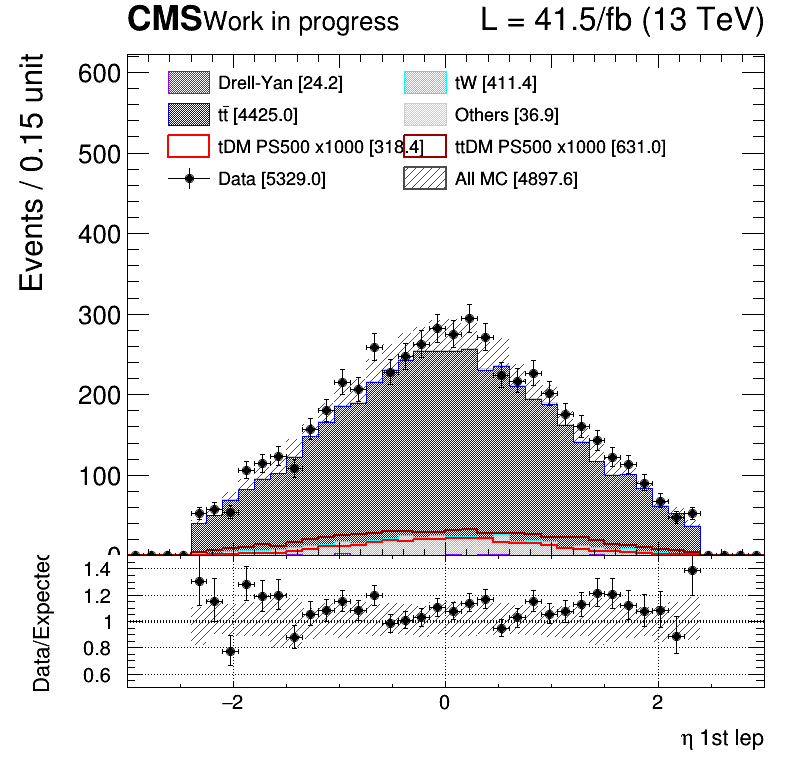 CMS Work in progress L = 41.5/fb (13 TeV)
Events / 0.15 unit
600
500
400
300
200
100
0
Drell-Yan [24.2] tW [411.4]
tt̄ [4425.0] Others [36.9]
tDM PS500 x1000 [318.4] ttDM PS500 x1000 [631.0]
Data [5329.0] All MC [4897.6]
Data/Expected
1.4
1.2
1
0.8
0.6
−2 0 2
η 1st lep